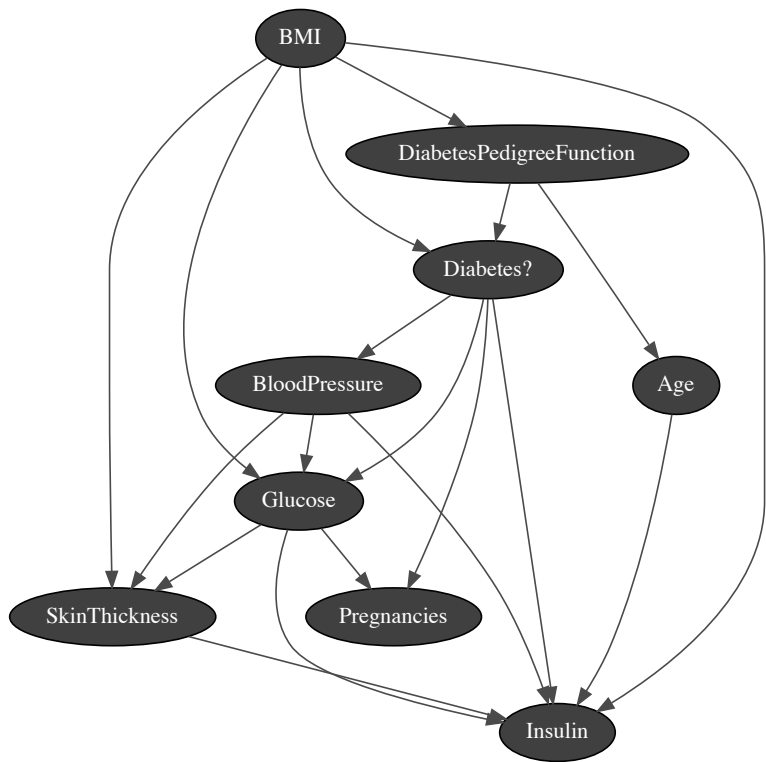 BMI
DiabetesPedigreeFunction
Diabetes?
BloodPressure
Age
Glucose
SkinThickness
Pregnancies
Insulin